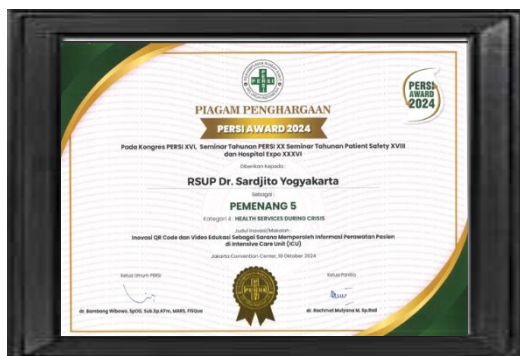 PERSI
AWARD
2024
PIAGAM PENGHARGAAN
PERSI AWARD 2024
Pada Kongres PERSI XVI, Seminar Tahunan PERSI XX Seminar Tahunan Patient Safety XVIII
dan Hospital Expo XXXVI
Diberikan kepada :
RSUP Dr. Sardjito Yogyakarta
Sebagai :
PEMENANG 5
Kategori 4 : HEALTH SERVICES DURING CRISIS
Judul Inovasi/Makalah :
Inovasi QR Code dan Video Edukasi Sebagai Sarana Memperoleh Informasi Perawatan Pasien
di Intensive Care Unit (ICU)
Jakarta Convention Center, 19 Oktober 2024
Ketua Umum PERSI
Ketua Panitia
PERSI
dr. Bambang Wibowo, SpOG, Sub.Sp.KFm, MARS, FISQua
dr. Rachmat Mulyana M, Sp.Rad